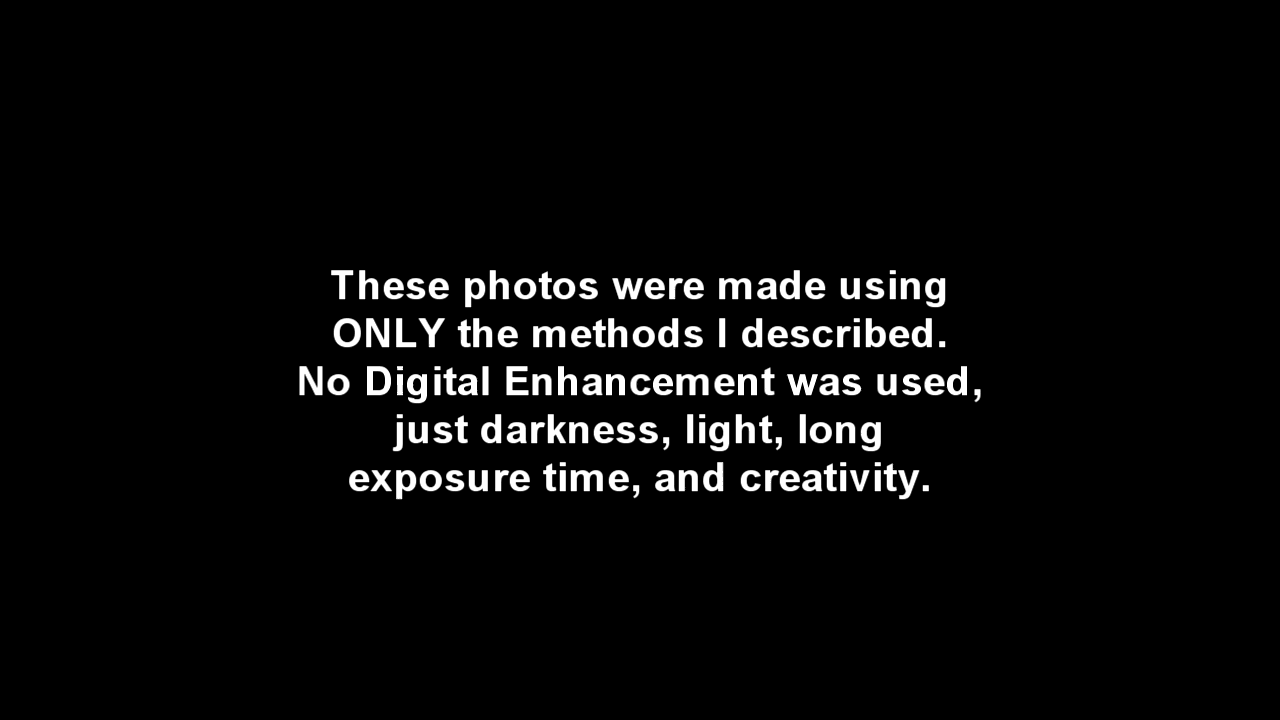 These photos were made using
ONLY the methods I described.
No Digital Enhancement was used,
just darkness, light, long
exposure time, and creativity.